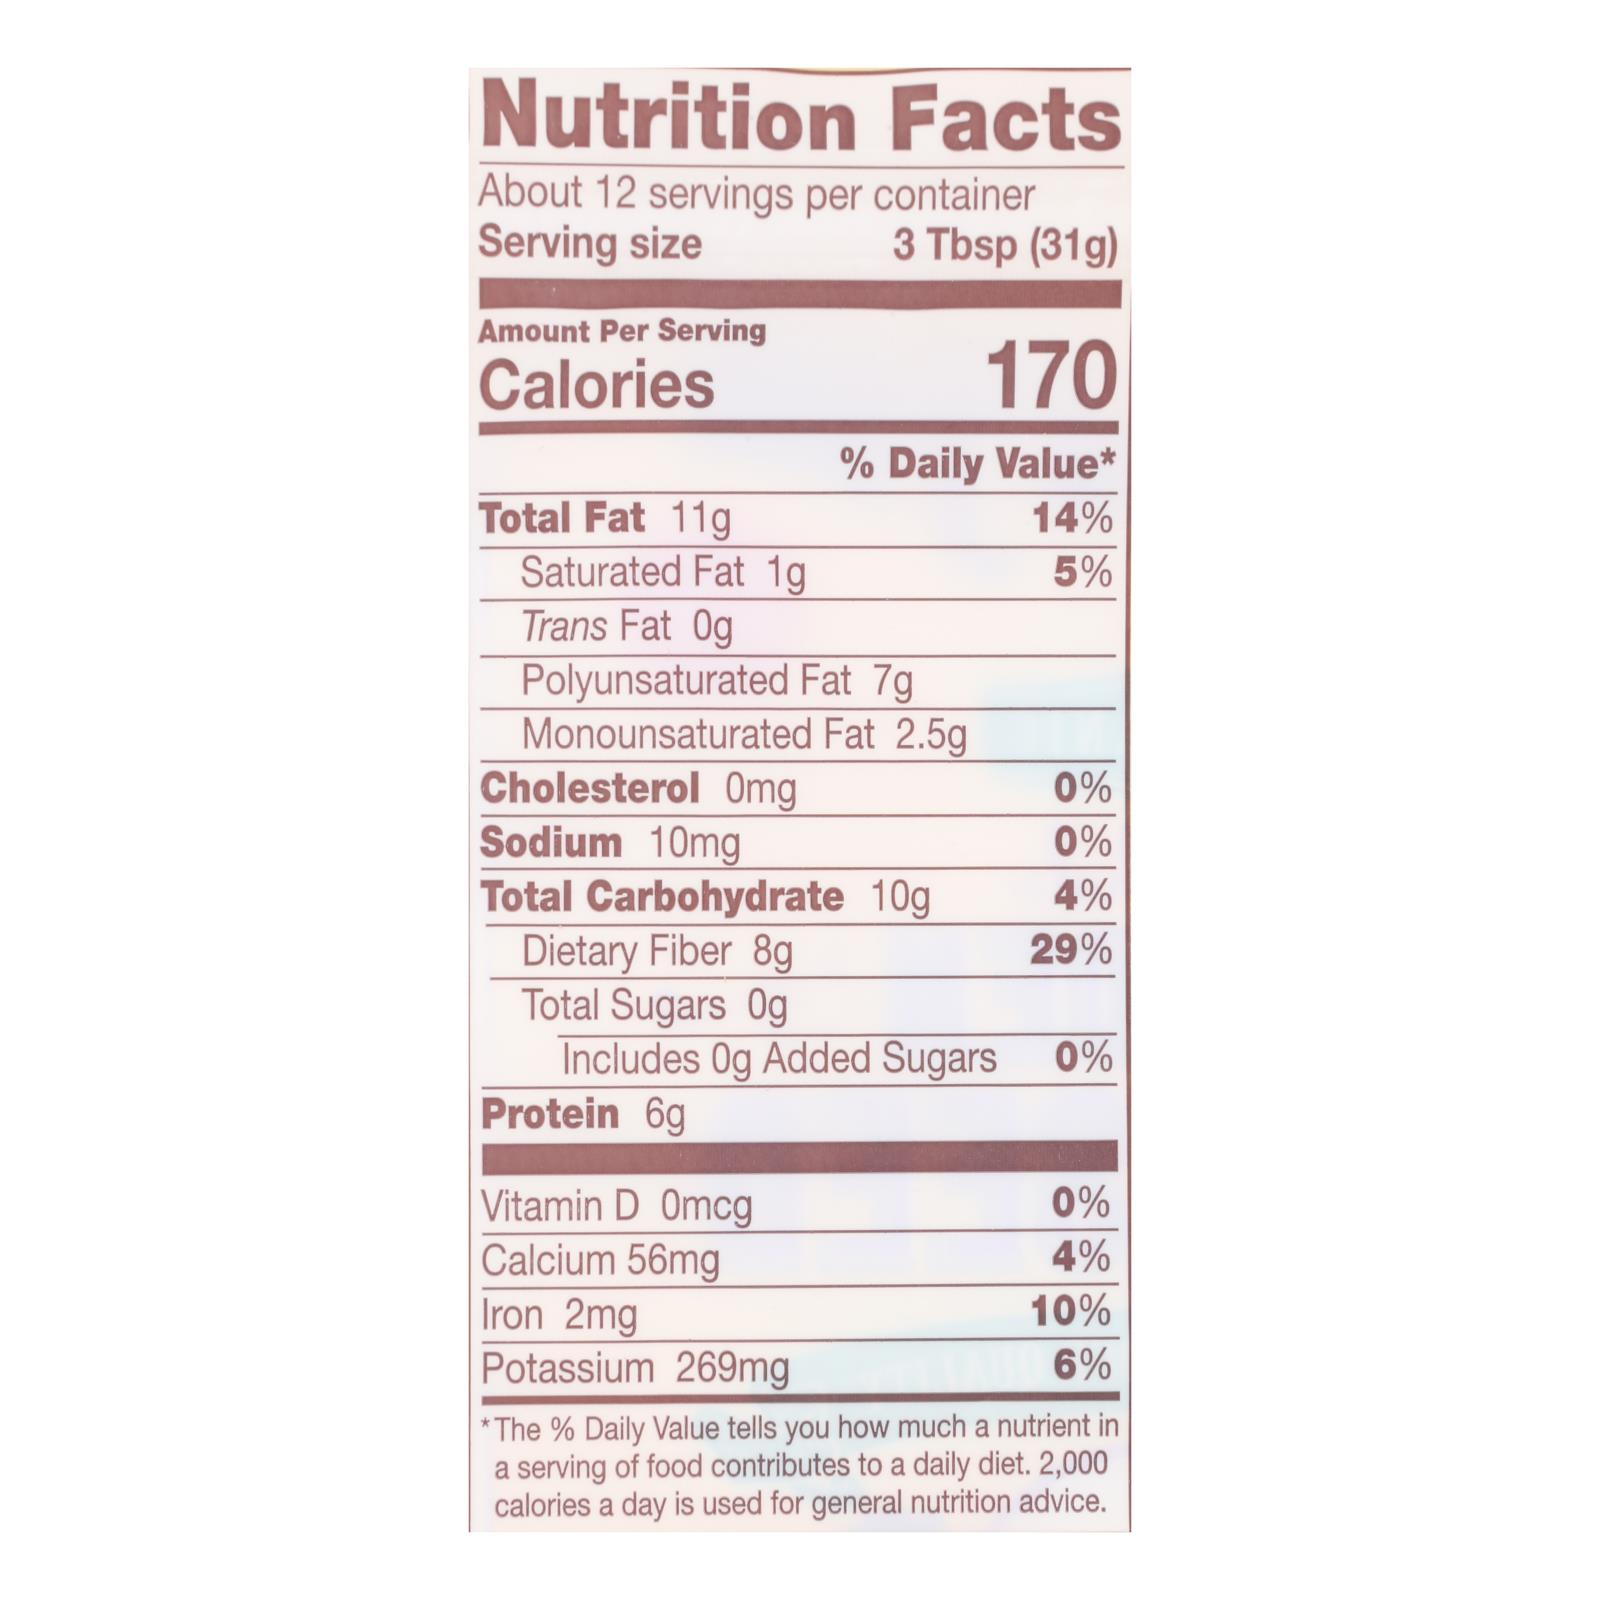 Nutrition Facts
About 12 servings per container
Serving size 3 Tbsp (31g)
Amount Per Serving
Calories 170
% Daily Value*
Total Fat 11g 14%
Saturated Fat 1g 5%
Trans Fat 0g
Polyunsaturated Fat 7g
Monounsaturated Fat 2.5g
Cholesterol 0mg 0%
Sodium 10mg 0%
Total Carbohydrate 10g 4%
Dietary Fiber 8g 29%
Total Sugars 0g
Includes 0g Added Sugars 0%
Protein 6g
Vitamin D 0mcg 0%
Calcium 56mg 4%
Iron 2mg 10%
Potassium 269mg 6%
*The % Daily Value tells you how much a nutrient in
a serving of food contributes to a daily diet. 2,000
calories a day is used for general nutrition advice.